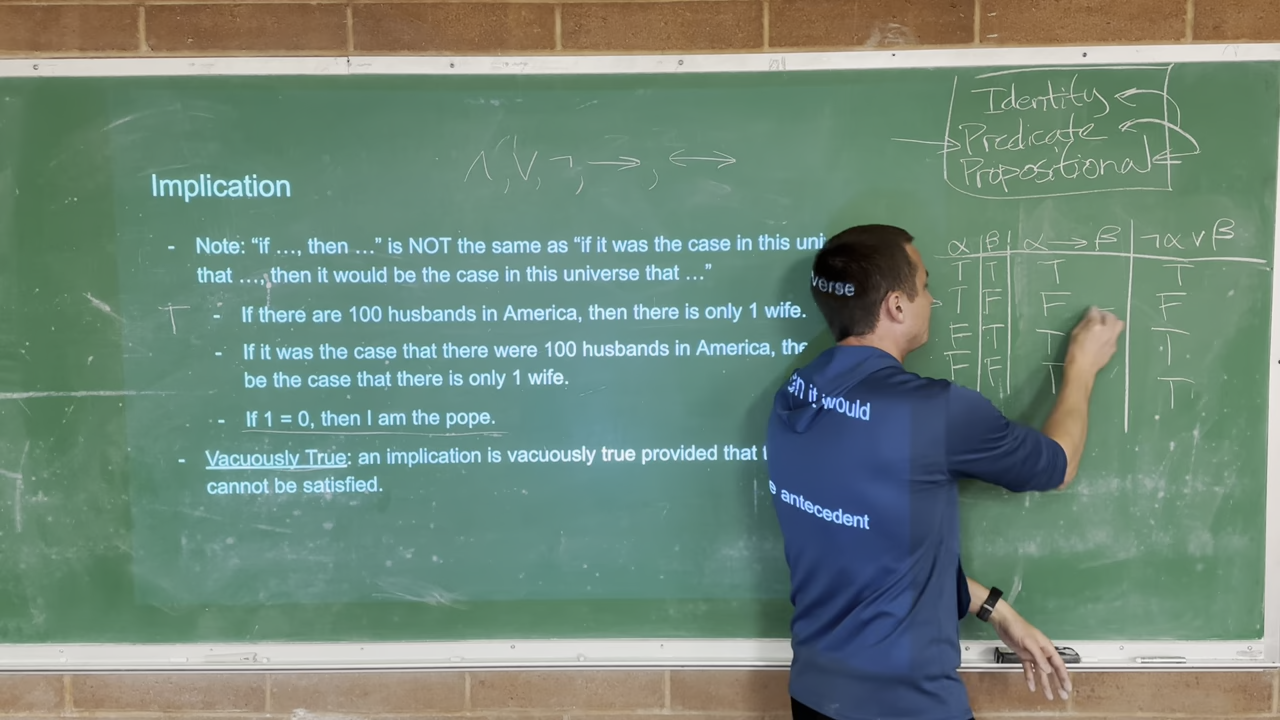 Identity
Predicate
Propositional
∧, ∨, ¬, →, ↔
Implication
- Note: “if …, then …” is NOT the same as “if it was the case in this universe
that …, then it would be the case in this universe that …”
T - If there are 100 husbands in America, then there is only 1 wife.
- If it was the case that there were 100 husbands in America, then it would
be the case that there is only 1 wife.
- If 1 = 0, then I am the pope.
- Vacuously True: an implication is vacuously true provided that the antecedent
cannot be satisfied.
α β α → β ¬α ∨ β
T T T T
T F F F
F T T T
F F T T